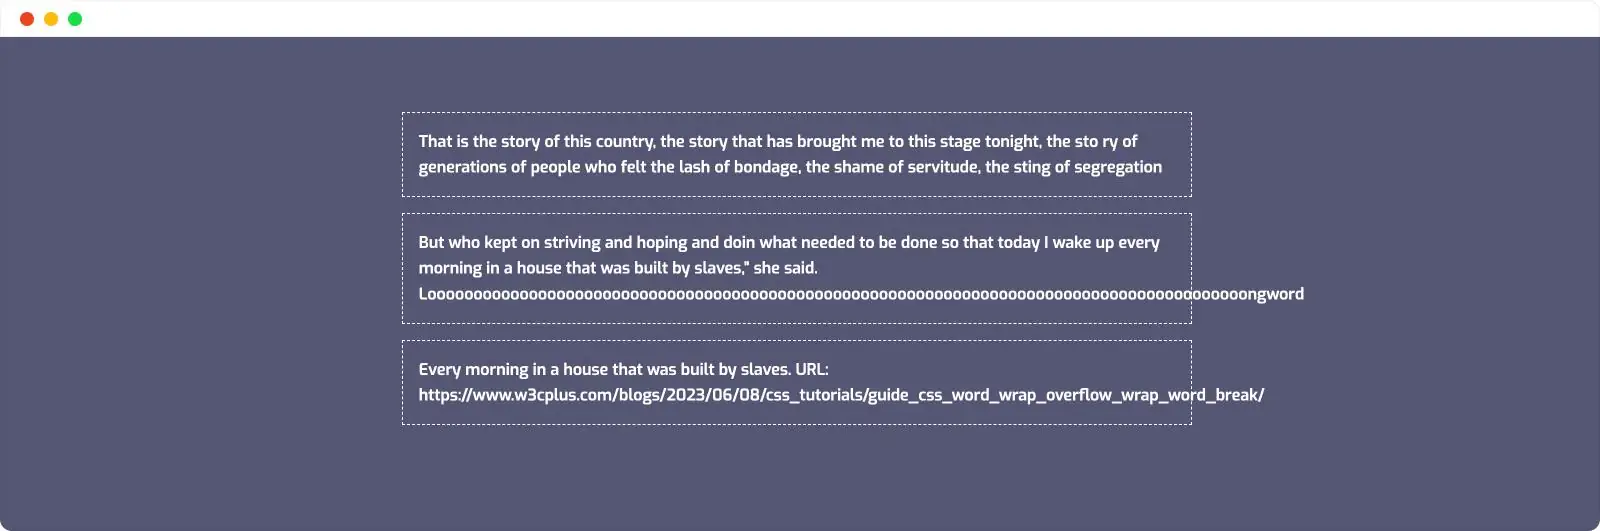 That is the story of this country, the story that has brought me to this stage tonight, the sto ry of
generations of people who felt the lash of bondage, the shame of servitude, the sting of segregation
But who kept on striving and hoping and doin what needed to be done so that today I wake up every
morning in a house that was built by slaves,” she said.
Looooooooooooooooooooooooooooooooooooooooooooooooooooooooooooooooooooooooooooooooooooooooongword
Every morning in a house that was built by slaves. URL:
https://www.w3cplus.com/blogs/2023/06/08/css_tutorials/guide_css_word_wrap_overflow_wrap_word_break/